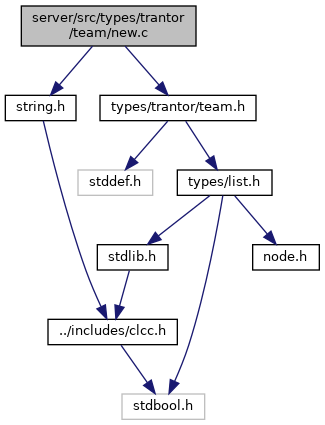 server/src/types/trantor
/team/new.c
string.h
types/trantor/team.h
stddef.h
types/list.h
stdlib.h
node.h
../includes/clcc.h
stdbool.h